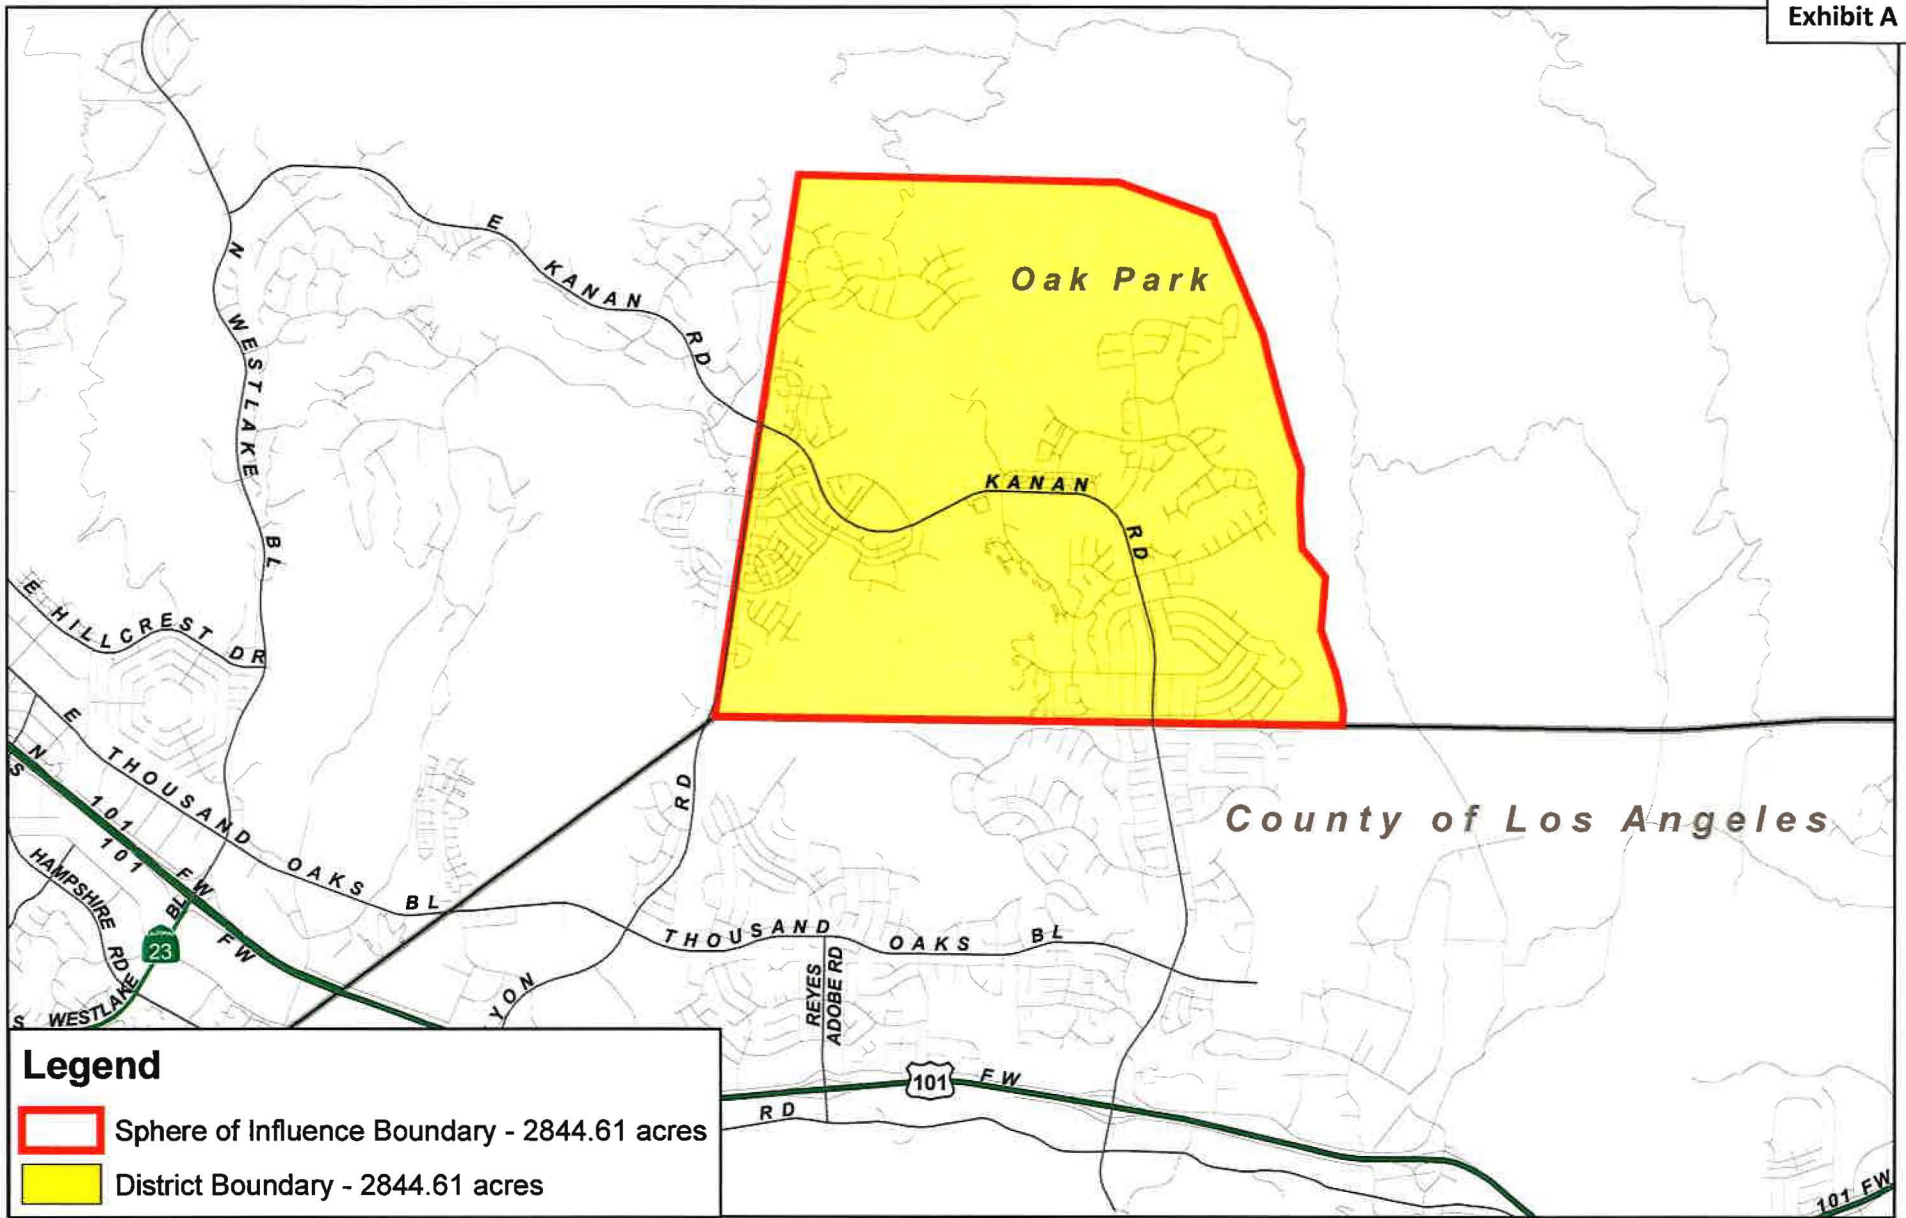 Exhibit A
E KANAN RD
N WESTLAKE BL
Oak Park
KANAN RD
E HILLCREST DR
E THOUSAND OAKS BL
N
S
101
101
FW
FW
BL
HAMPSHIRE RD
23
S WESTLAKE
RD
YON
County of Los Angeles
THOUSAND OAKS BL
REYES
ADOBE RD
101 FW
RD
101 FW
Legend
Sphere of Influence Boundary - 2844.61 acres
District Boundary - 2844.61 acres